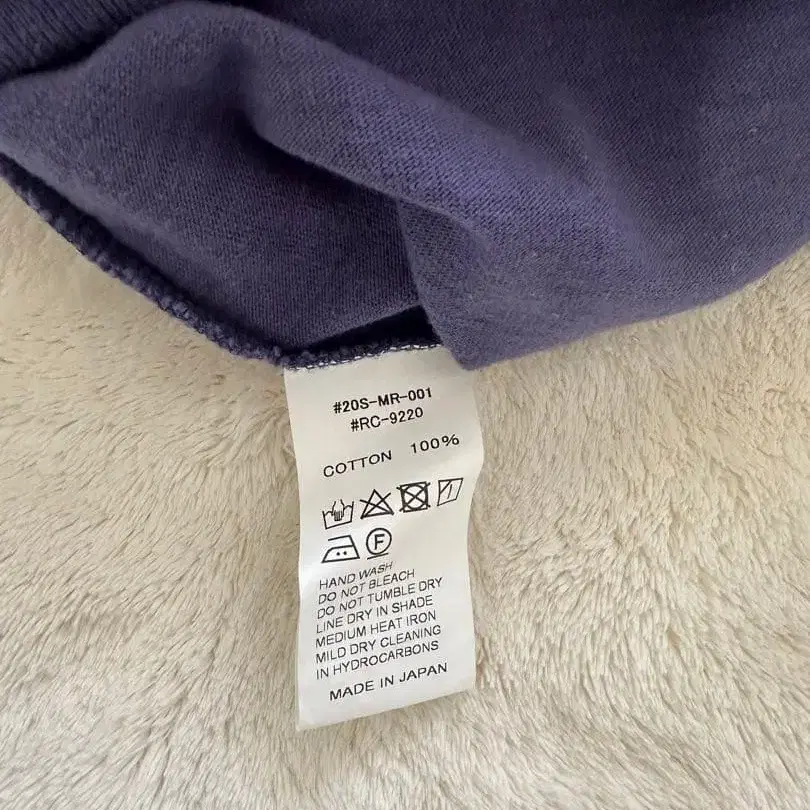 #20S-MR-001
#RC-9220
COTTON 100%
F
HAND WASH
DO NOT BLEACH
DO NOT TUMBLE DRY
LINE DRY IN SHADE
MEDIUM HEAT IRON
MILD DRY CLEANING
IN HYDROCARBONS
MADE IN JAPAN